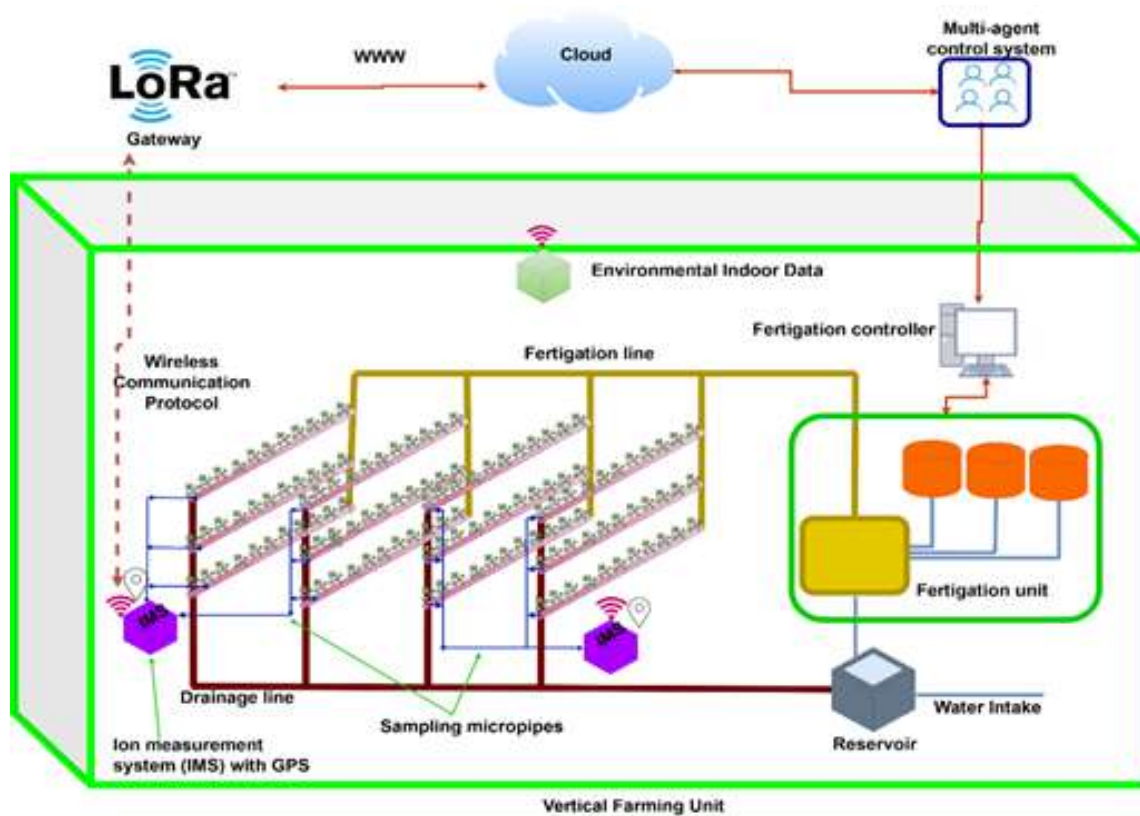 Multi-agent
control system
WWW
Cloud
LoRa™
Gateway
Environmental Indoor Data
Fertigation controller
Wireless
Communication
Protocol
Fertigation line
Fertigation unit
IMS
IMS
Drainage line
Sampling micropipes
Water Intake
Reservoir
Ion measurement
system (IMS) with GPS
Vertical Farming Unit